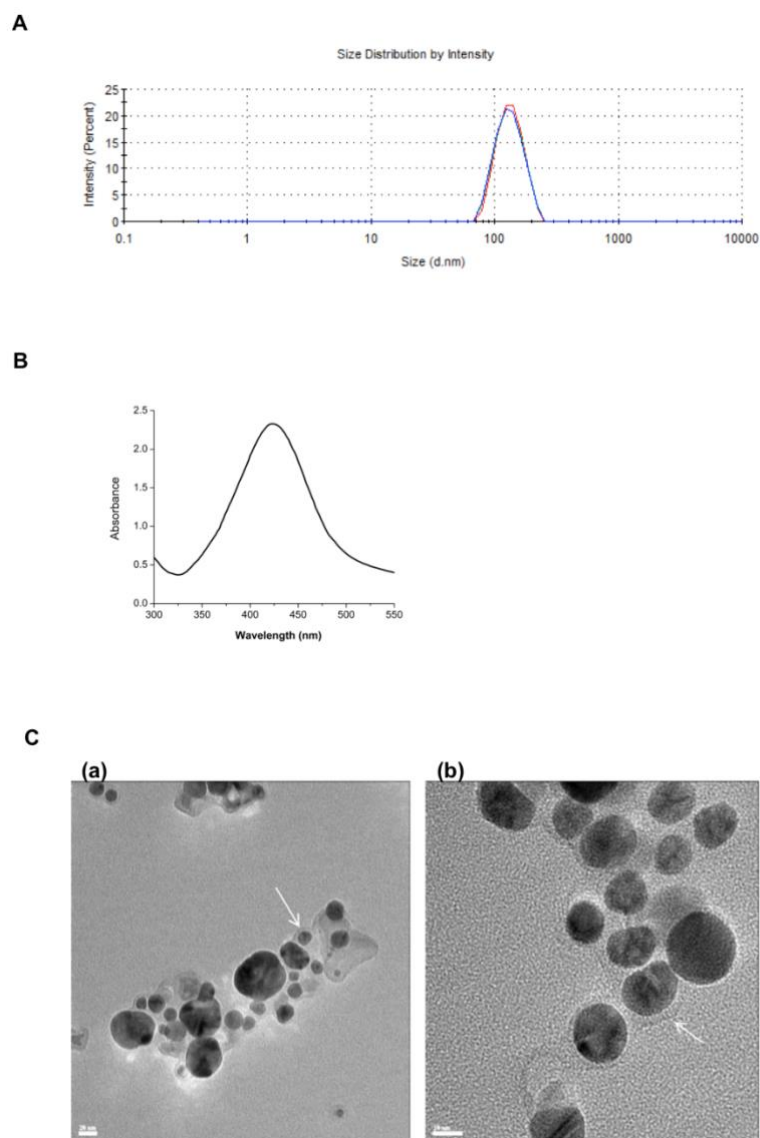 A
Size Distribution by Intensity
Intensity (Percent)
25
20
15
10
5
0
0.1 1 10 100 1000 10000
Size (d.nm)
B
Absorbance
2.5
2.0
1.5
1.0
0.5
0.0
300 350 400 450 500 550
Wavelength (nm)
C
(a) (b)
20 nm